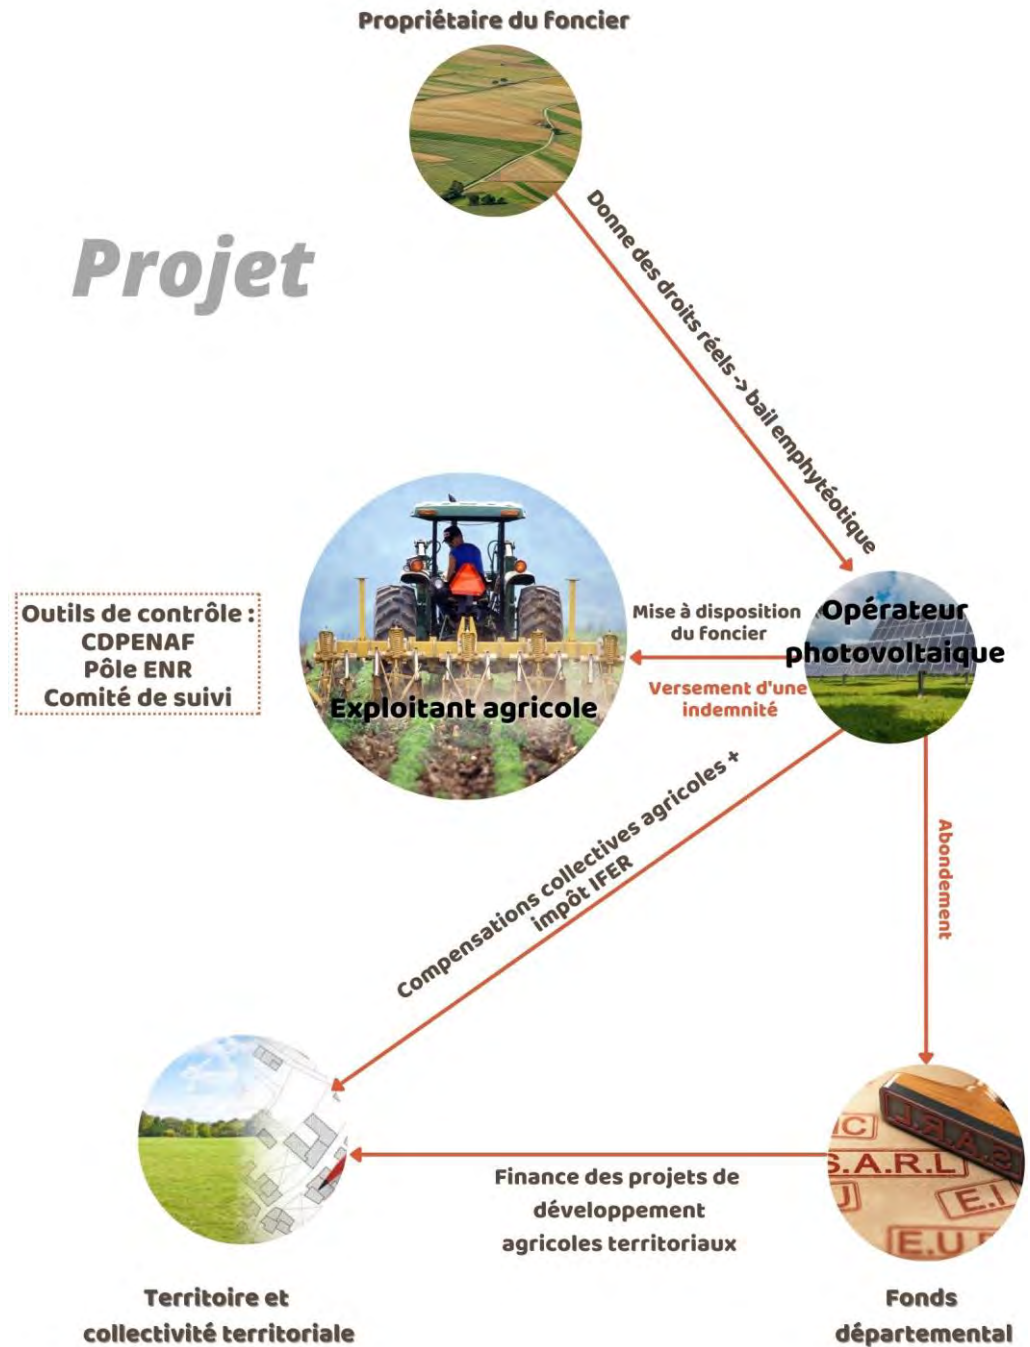 Propriétaire du foncier
Projet
Donne des droits réels -> bail emphytéotique
Outils de contrôle :
CDPENAF
Pôle ENR
Comité de suivi
Exploitant agricole
Mise à disposition
du foncier
Versement d'une
indemnité
Opérateur
photovoltaique
Compensations collectives agricoles +
impôt IFER
Abondement
Finance des projets de
développement
agricoles territoriaux
S.A.R.L
S.A.R.L
E.I
Territoire et
collectivité territoriale
Fonds
départemental